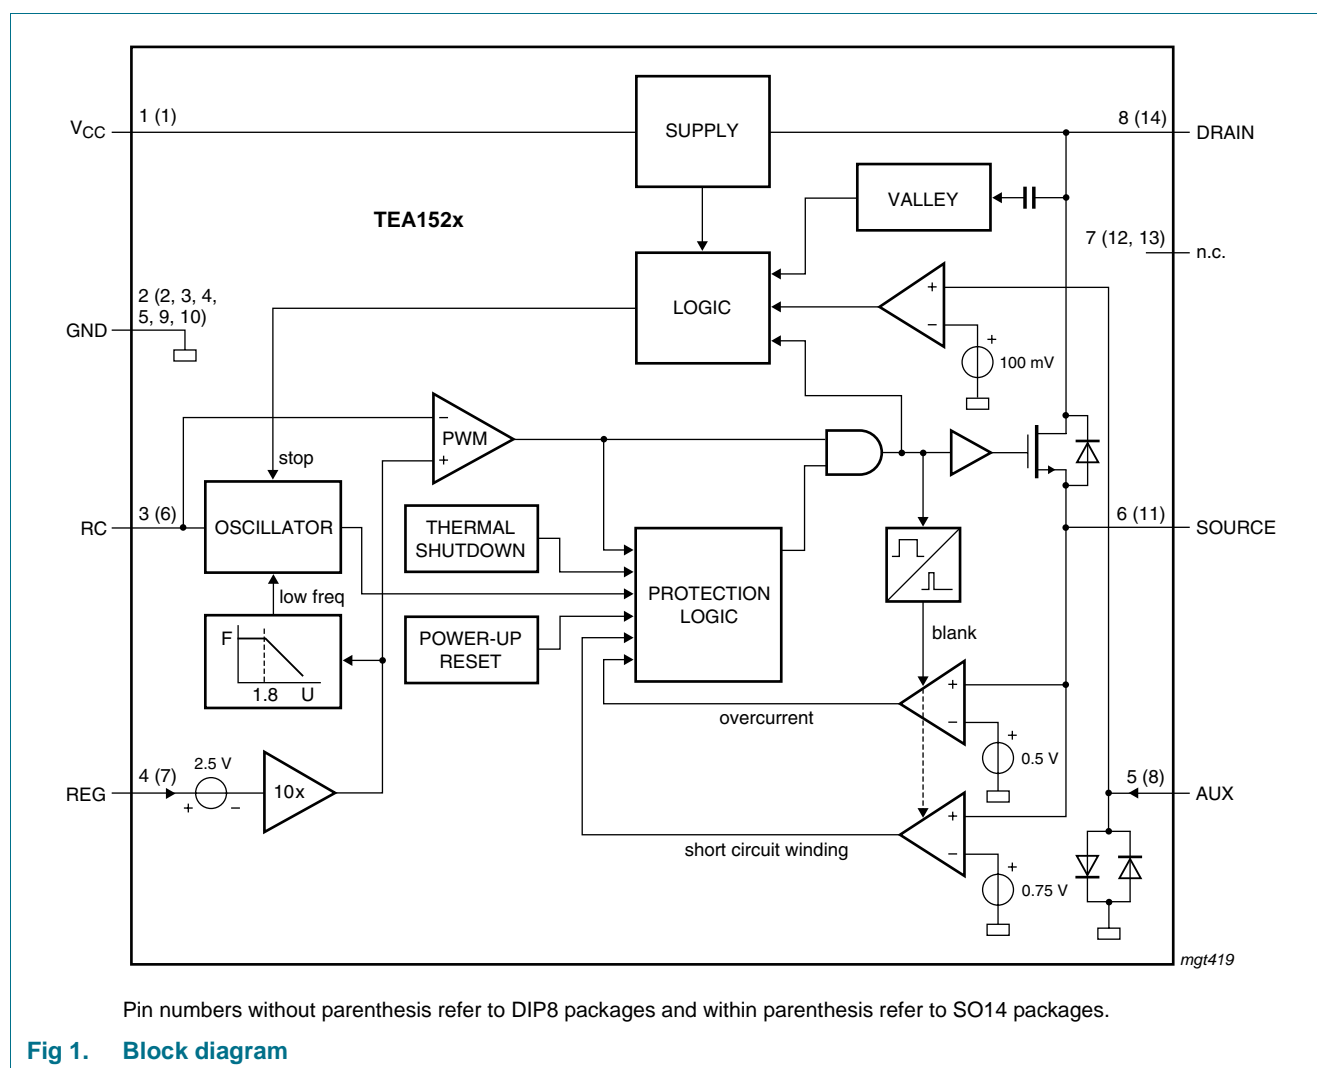 VCC
1 (1)
SUPPLY
8 (14)
DRAIN
VALLEY
TEA152x
7 (12, 13)
n.c.
2 (2, 3, 4,
5, 9, 10)
GND
LOGIC
+
−
+
100 mV
−
PWM
+
stop
RC
3 (6)
OSCILLATOR
THERMAL
SHUTDOWN
6 (11)
SOURCE
low freq
PROTECTION
LOGIC
F
1.8 U
POWER-UP
RESET
blank
+
−
overcurrent
+
0.5 V
2.5 V
REG
4 (7)
+ −
10x
5 (8)
AUX
+
−
short circuit winding
+
0.75 V
mgt419
Pin numbers without parenthesis refer to DIP8 packages and within parenthesis refer to SO14 packages.
Fig 1. Block diagram